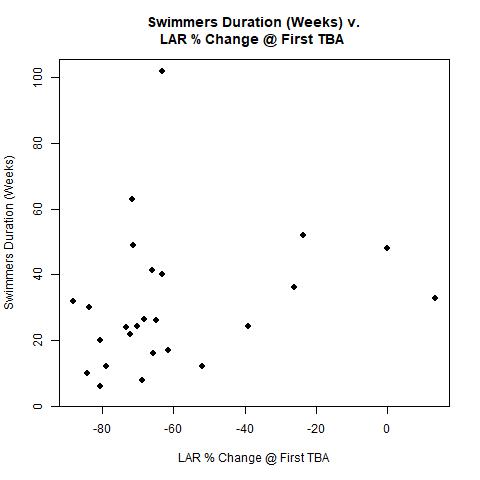 Swimmers Duration (Weeks) v.
LAR % Change @ First TBA
Swimmers Duration (Weeks)
100
80
60
40
20
0
-80
-60
-40
-20
0
LAR % Change @ First TBA